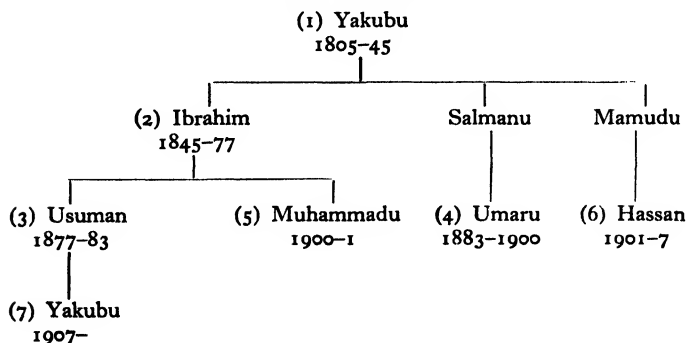 (1) Yakubu
1805–45
(2) Ibrahim
1845–77
Salmanu
Mamudu
(3) Usuman
1877–83
(5) Muhammadu
1900–1
(4) Umaru
1883–1900
(6) Hassan
1901–7
(7) Yakubu
1907–